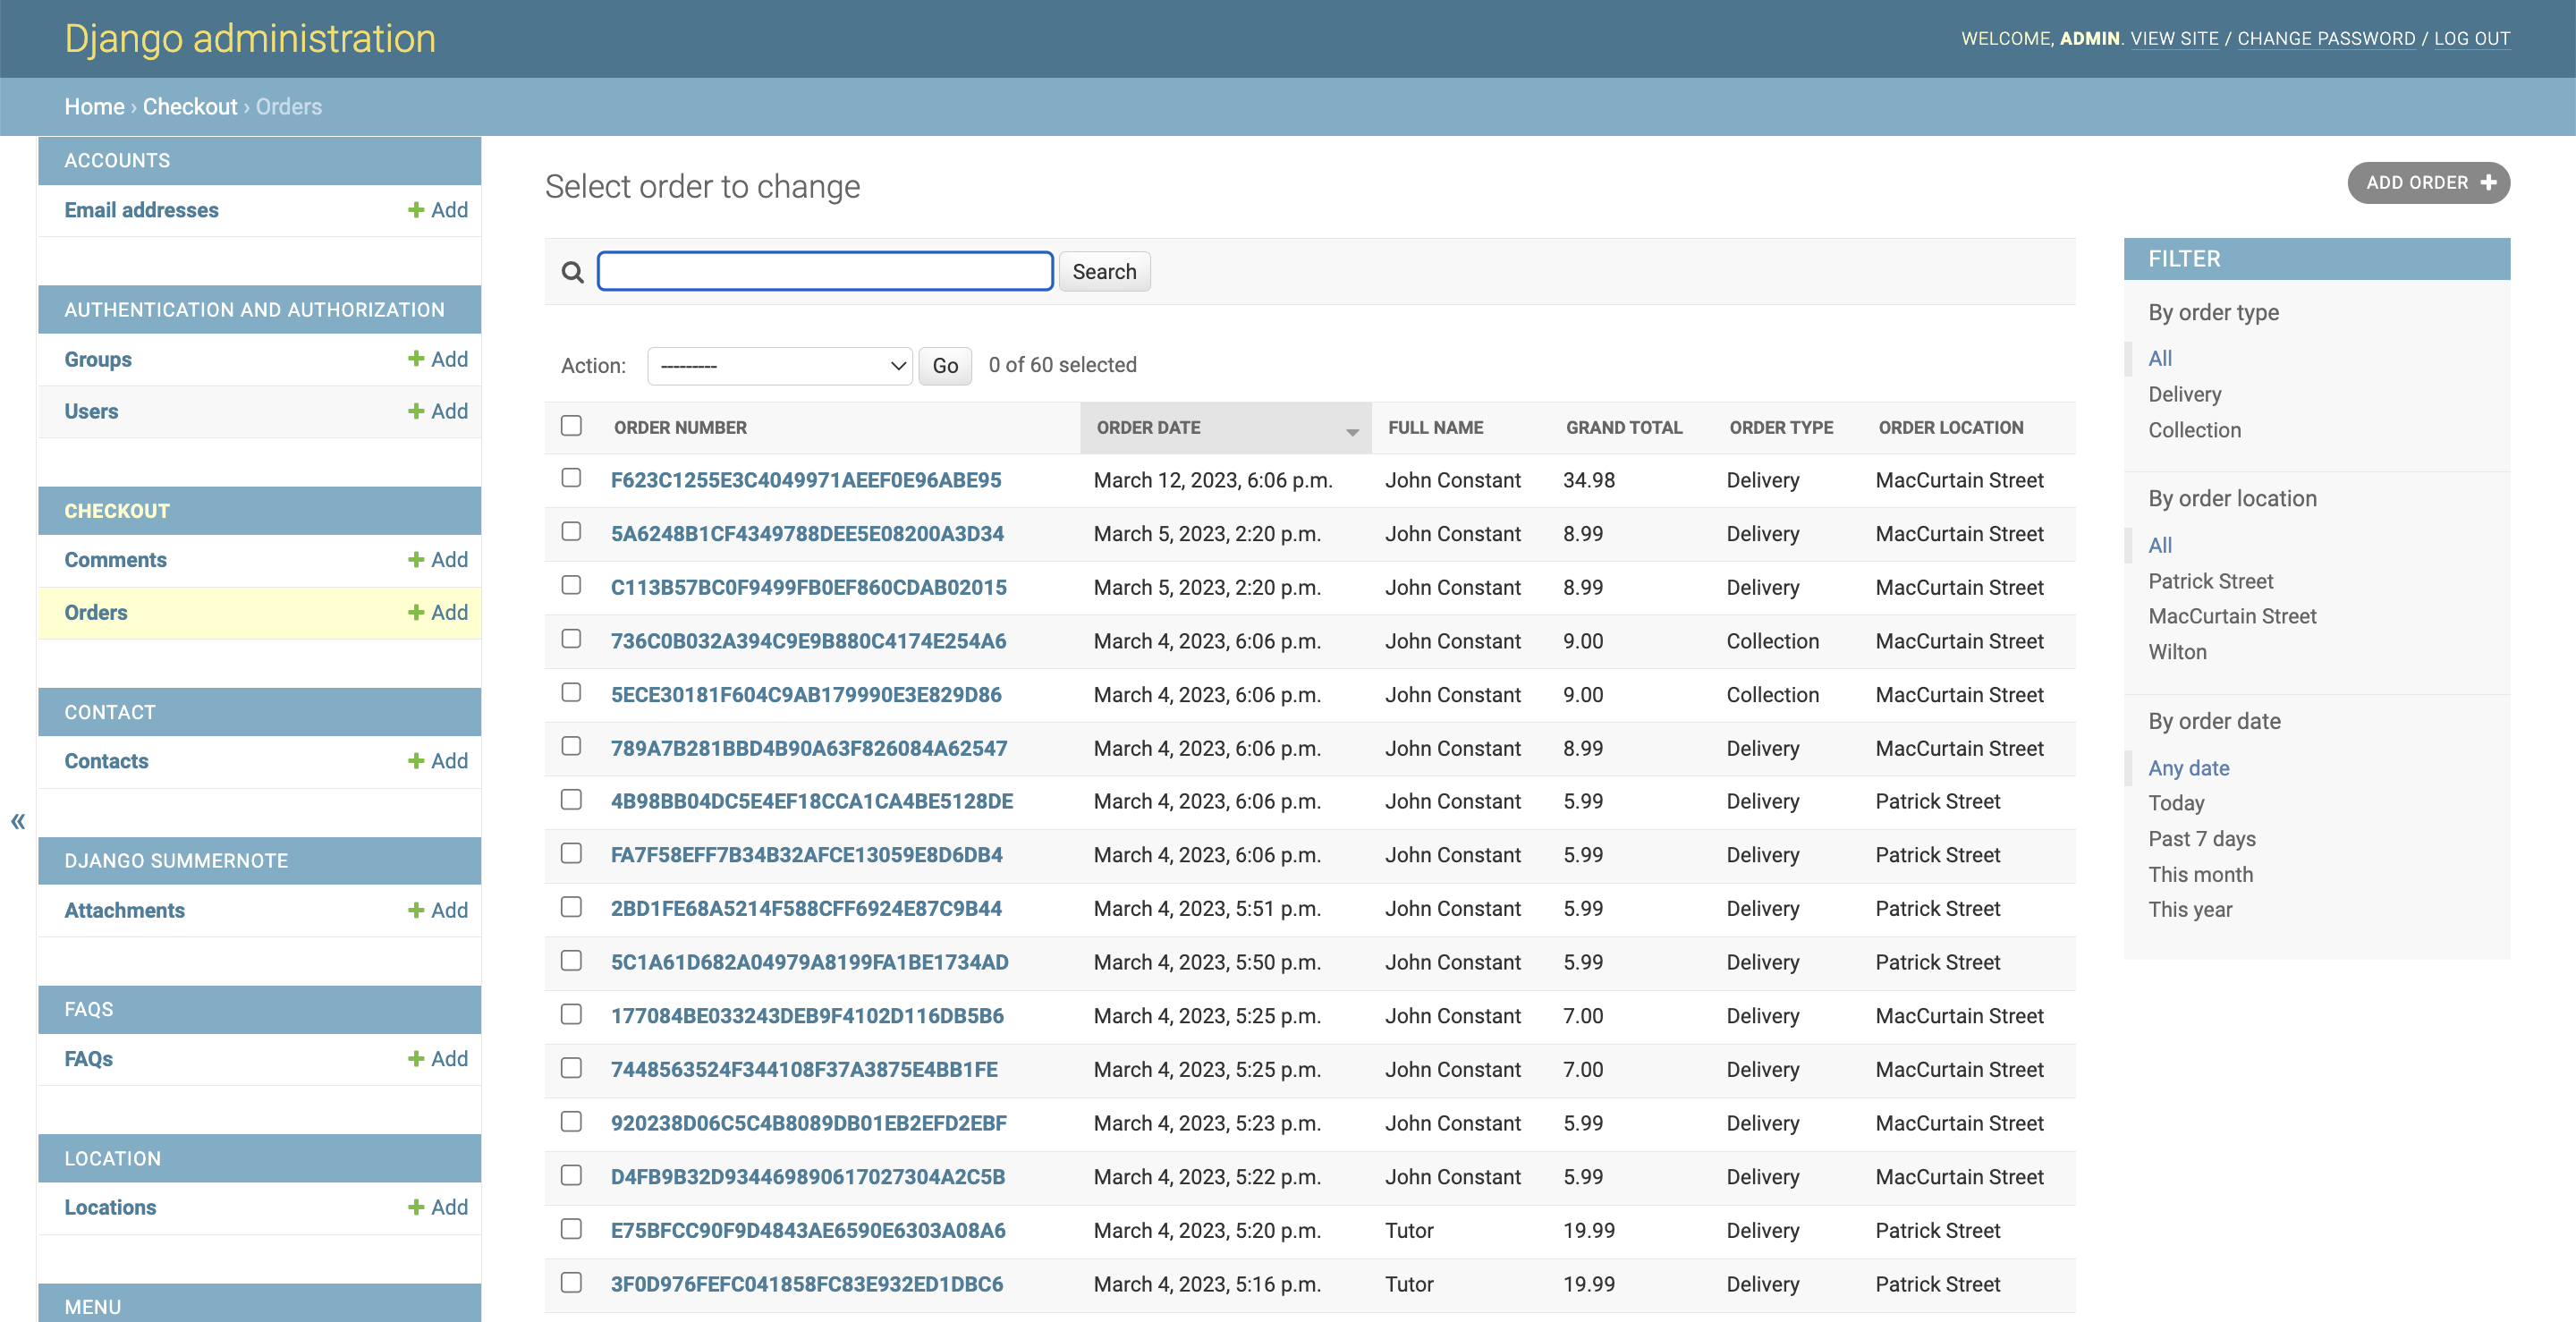 Django administration
WELCOME, ADMIN. VIEW SITE / CHANGE PASSWORD / LOG OUT
Home › Checkout › Orders
ACCOUNTS
Email addresses + Add
AUTHENTICATION AND AUTHORIZATION
Groups + Add
Users + Add
CHECKOUT
Comments + Add
Orders + Add
CONTACT
Contacts + Add
DJANGO SUMMERNOTE
Attachments + Add
FAQS
FAQs + Add
LOCATION
Locations + Add
MENU
«
Select order to change
ADD ORDER +
Search
Action: --------- Go 0 of 60 selected
ORDER NUMBER ORDER DATE FULL NAME GRAND TOTAL ORDER TYPE ORDER LOCATION
F623C1255E3C4049971AEEF0E96ABE95 March 12, 2023, 6:06 p.m. John Constant 34.98 Delivery MacCurtain Street
5A6248B1CF4349788DEE5E08200A3D34 March 5, 2023, 2:20 p.m. John Constant 8.99 Delivery MacCurtain Street
C113B57BC0F9499FB0EF860CDAB02015 March 5, 2023, 2:20 p.m. John Constant 8.99 Delivery MacCurtain Street
736C0B032A394C9E9B880C4174E254A6 March 4, 2023, 6:06 p.m. John Constant 9.00 Collection MacCurtain Street
5ECE30181F604C9AB179990E3E829D86 March 4, 2023, 6:06 p.m. John Constant 9.00 Collection MacCurtain Street
789A7B281BBD4B90A63F826084A62547 March 4, 2023, 6:06 p.m. John Constant 8.99 Delivery MacCurtain Street
4B98BB04DC5E4EF18CCA1CA4BE5128DE March 4, 2023, 6:06 p.m. John Constant 5.99 Delivery Patrick Street
FA7F58EFF7B34B32AFCE13059E8D6DB4 March 4, 2023, 6:06 p.m. John Constant 5.99 Delivery Patrick Street
2BD1FE68A5214F588CFF6924E87C9B44 March 4, 2023, 5:51 p.m. John Constant 5.99 Delivery Patrick Street
5C1A61D682A04979A8199FA1BE1734AD March 4, 2023, 5:50 p.m. John Constant 5.99 Delivery Patrick Street
177084BE033243DEB9F4102D116DB5B6 March 4, 2023, 5:25 p.m. John Constant 7.00 Delivery MacCurtain Street
7448563524F344108F37A3875E4BB1FE March 4, 2023, 5:25 p.m. John Constant 7.00 Delivery MacCurtain Street
920238D06C5C4B8089DB01EB2EFD2EBF March 4, 2023, 5:23 p.m. John Constant 5.99 Delivery MacCurtain Street
D4FB9B32D934469890617027304A2C5B March 4, 2023, 5:22 p.m. John Constant 5.99 Delivery MacCurtain Street
E75BFCC90F9D4843AE6590E6303A08A6 March 4, 2023, 5:20 p.m. Tutor 19.99 Delivery Patrick Street
3F0D976FEFC041858FC83E932ED1DBC6 March 4, 2023, 5:16 p.m. Tutor 19.99 Delivery Patrick Street
FILTER
By order type
All
Delivery
Collection
By order location
All
Patrick Street
MacCurtain Street
Wilton
By order date
Any date
Today
Past 7 days
This month
This year